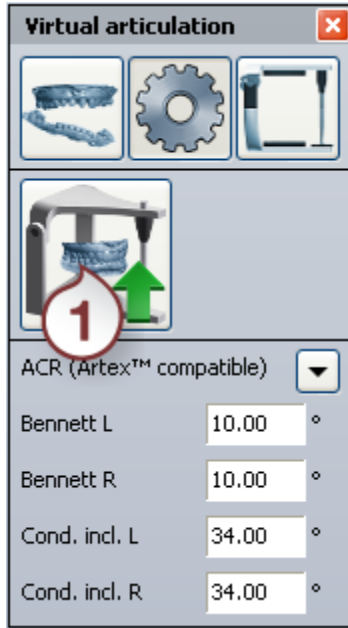 Virtual articulation
1
ACR (Artex™ compatible)
Bennett L 10.00 °
Bennett R 10.00 °
Cond. incl. L 34.00 °
Cond. incl. R 34.00 °